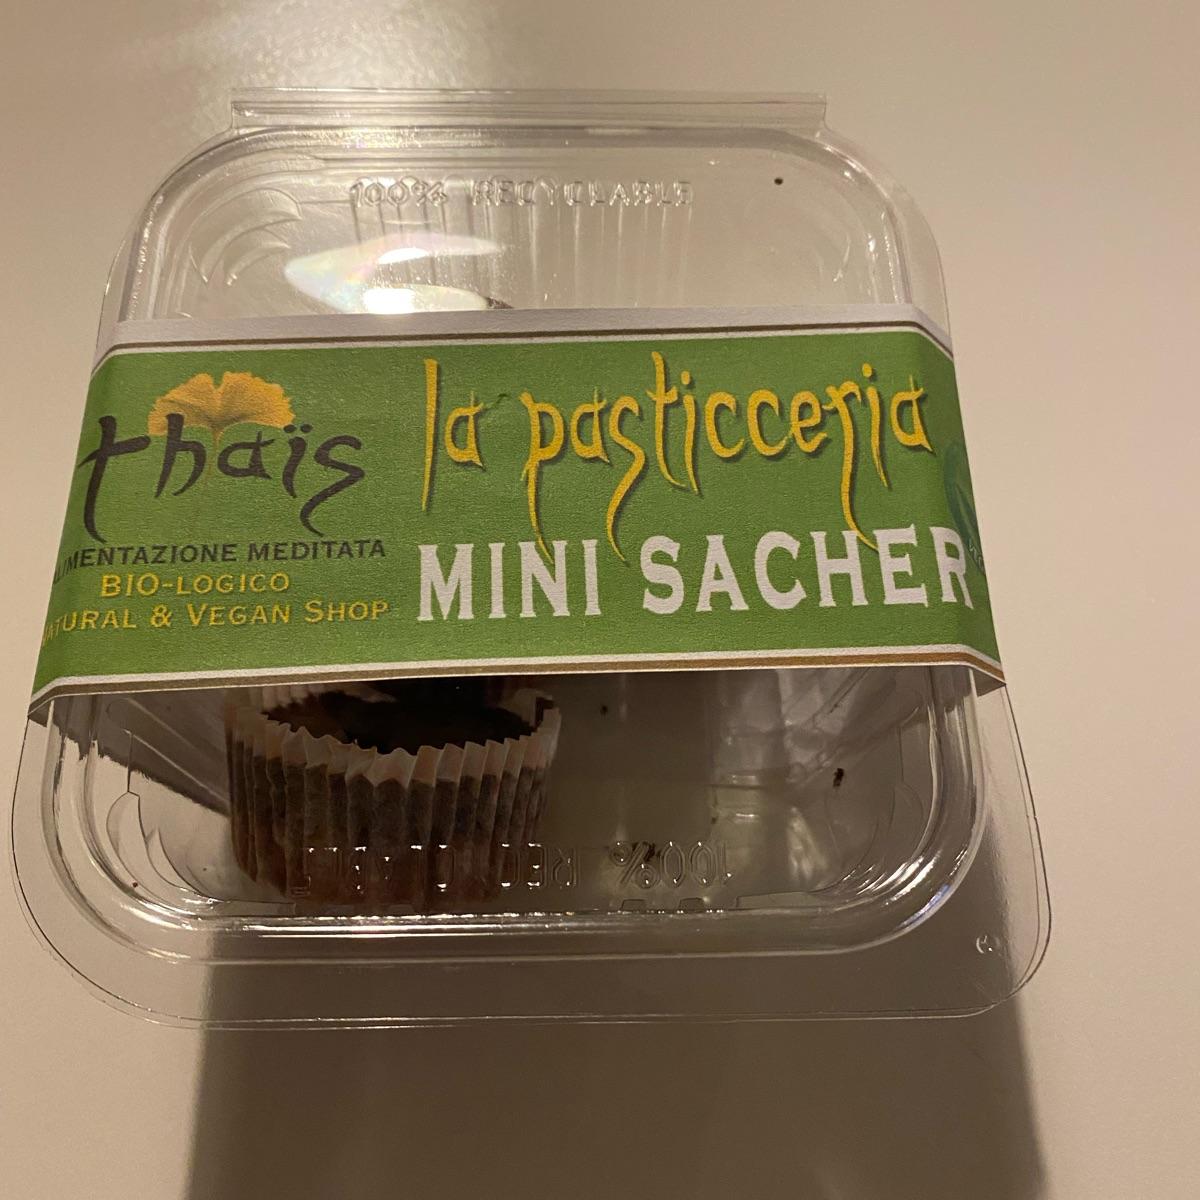 100% RECYCLABLE
thaïs
la pasticceria
MINI SACHER
ALIMENTAZIONE MEDITATA
BIO-LOGICO
NATURAL & VEGAN SHOP
100% RECYCLABLE